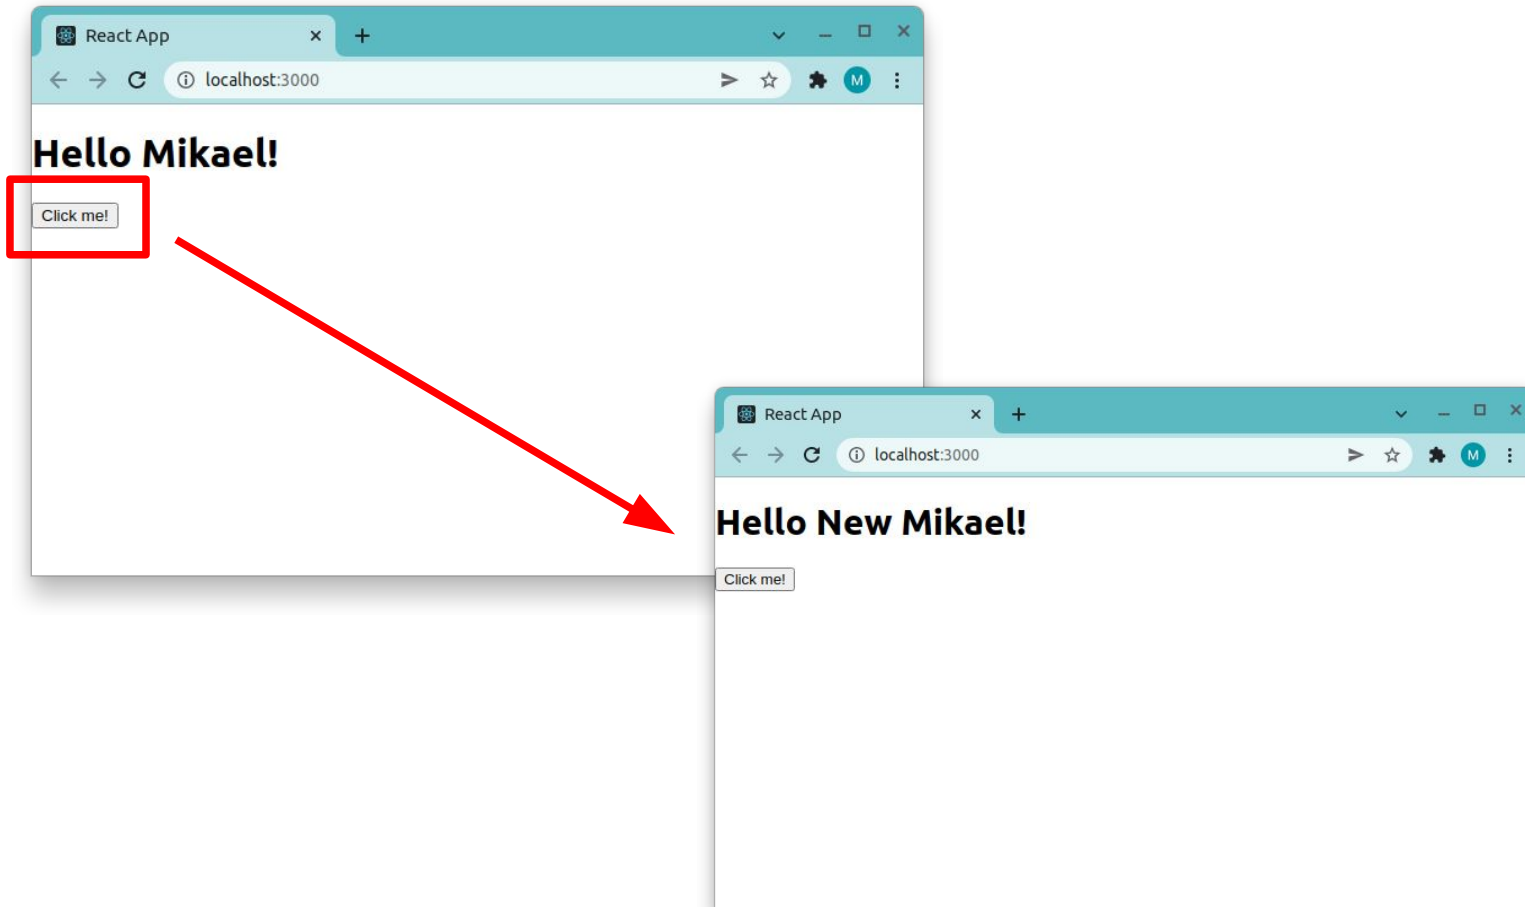 React App
localhost:3000
M
Hello Mikael!
Click me!
React App
localhost:3000
M
Hello New Mikael!
Click me!